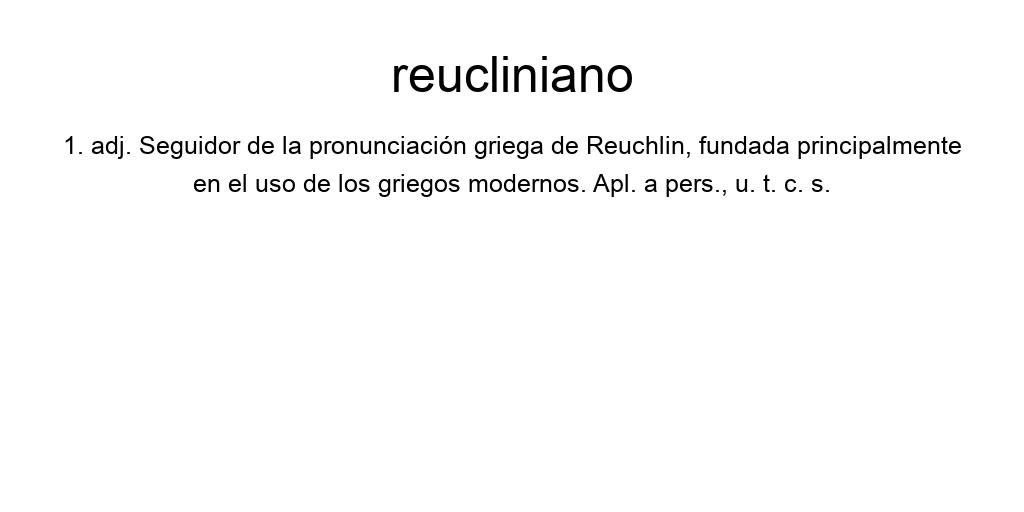 reucliniano
1. adj. Seguidor de la pronunciación griega de Reuchlin, fundada principalmente
en el uso de los griegos modernos. Apl. a pers., u. t. c. s.